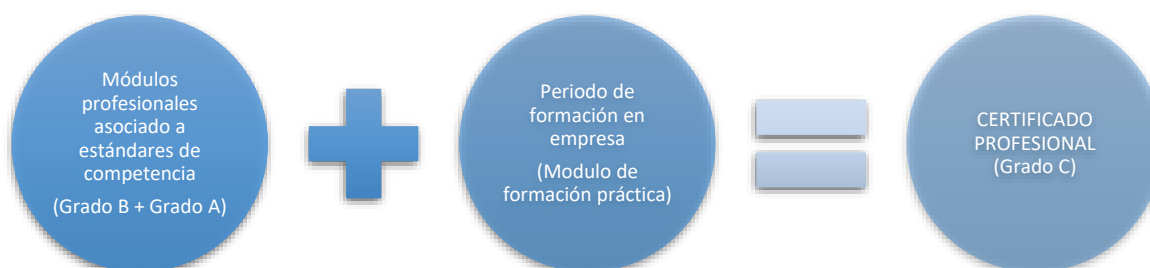 Módulos
profesionales
asociado a
estándares de
competencia
(Grado B + Grado A)
Periodo de
formación en
empresa
(Modulo de
formación práctica)
CERTIFICADO
PROFESIONAL
(Grado C)